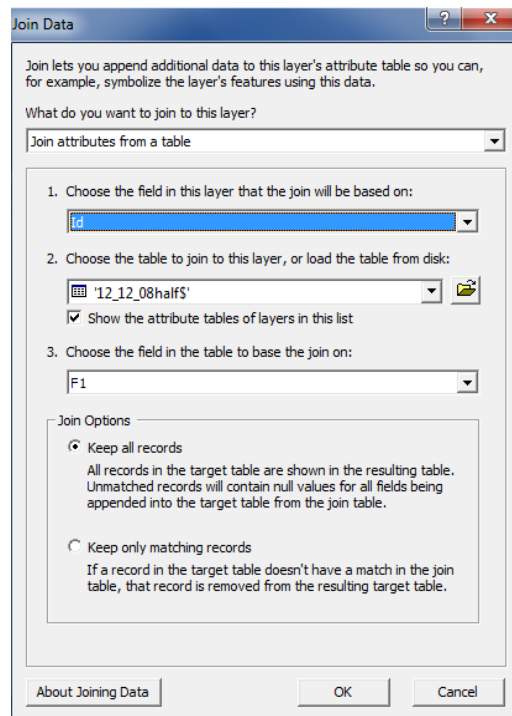 Join Data
Join lets you append additional data to this layer's attribute table so you can,
for example, symbolize the layer's features using this data.
What do you want to join to this layer?
Join attributes from a table
1. Choose the field in this layer that the join will be based on:
Id
2. Choose the table to join to this layer, or load the table from disk:
'12_12_08half$'
Show the attribute tables of layers in this list
3. Choose the field in the table to base the join on:
F1
Join Options
Keep all records
All records in the target table are shown in the resulting table.
Unmatched records will contain null values for all fields being
appended into the target table from the join table.
Keep only matching records
If a record in the target table doesn't have a match in the join
table, that record is removed from the resulting target table.
About Joining Data OK Cancel